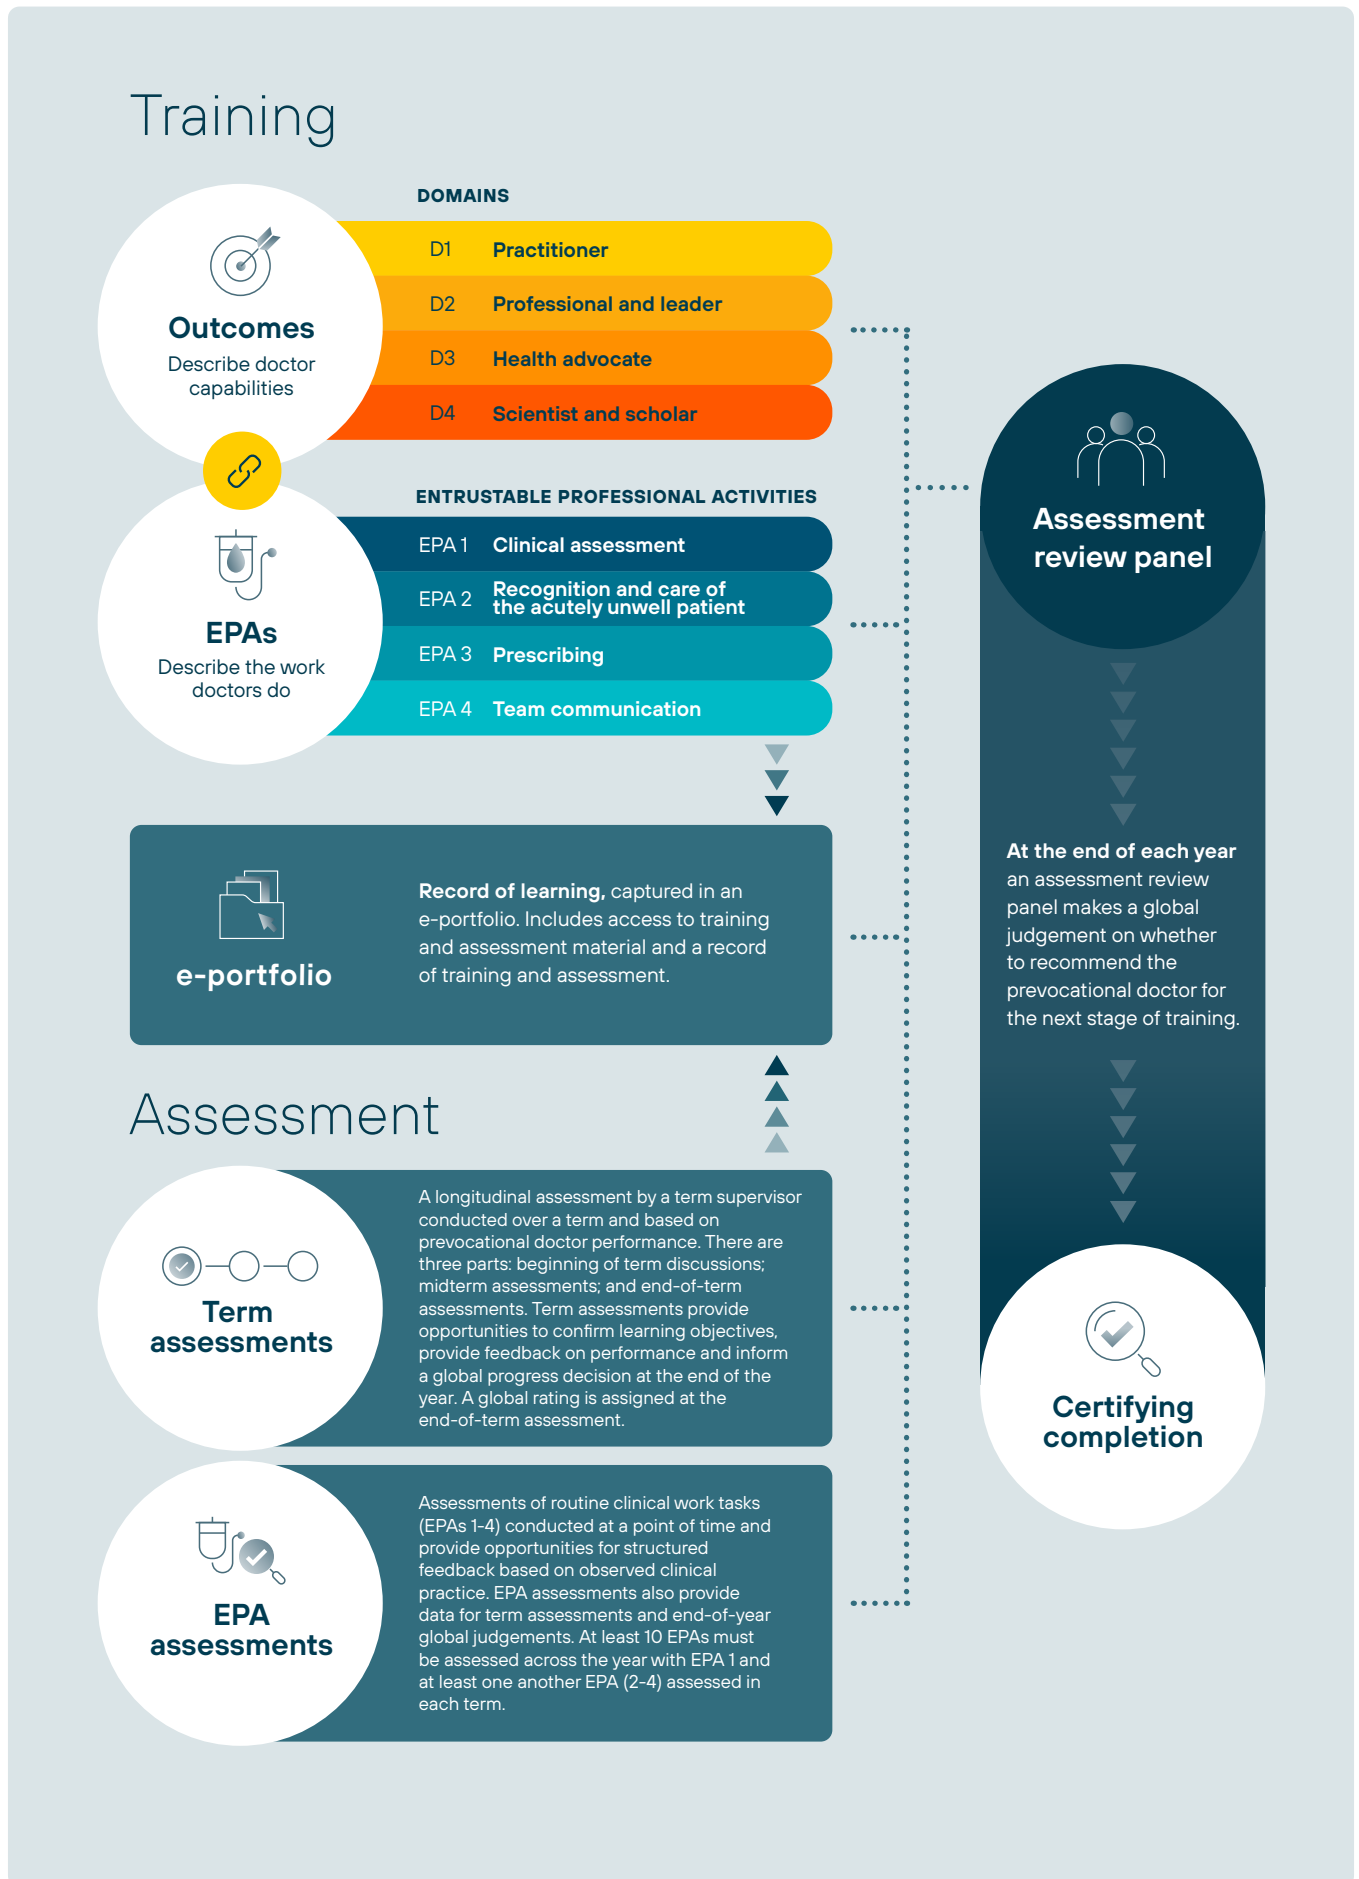 Training
Outcomes
Describe doctor
capabilities
DOMAINS
D1 Practitioner
D2 Professional and leader
D3 Health advocate
D4 Scientist and scholar
EPAs
Describe the work
doctors do
ENTRUSTABLE PROFESSIONAL ACTIVITIES
EPA 1 Clinical assessment
EPA 2 Recognition and care of
the acutely unwell patient
EPA 3 Prescribing
EPA 4 Team communication
e-portfolio
Record of learning, captured in an
e-portfolio. Includes access to training
and assessment material and a record
of training and assessment.
Assessment
Term
assessments
A longitudinal assessment by a term supervisor
conducted over a term and based on
prevocational doctor performance. There are
three parts: beginning of term discussions;
midterm assessments; and end-of-term
assessments. Term assessments provide
opportunities to confirm learning objectives,
provide feedback on performance and inform
a global progress decision at the end of the
year. A global rating is assigned at the
end-of-term assessment.
EPA
assessments
Assessments of routine clinical work tasks
(EPAs 1-4) conducted at a point of time and
provide opportunities for structured
feedback based on observed clinical
practice. EPA assessments also provide
data for term assessments and end-of-year
global judgements. At least 10 EPAs must
be assessed across the year with EPA 1 and
at least one another EPA (2-4) assessed in
each term.
Assessment
review panel
At the end of each year
an assessment review
panel makes a global
judgement on whether
to recommend the
prevocational doctor for
the next stage of training.
Certifying
completion